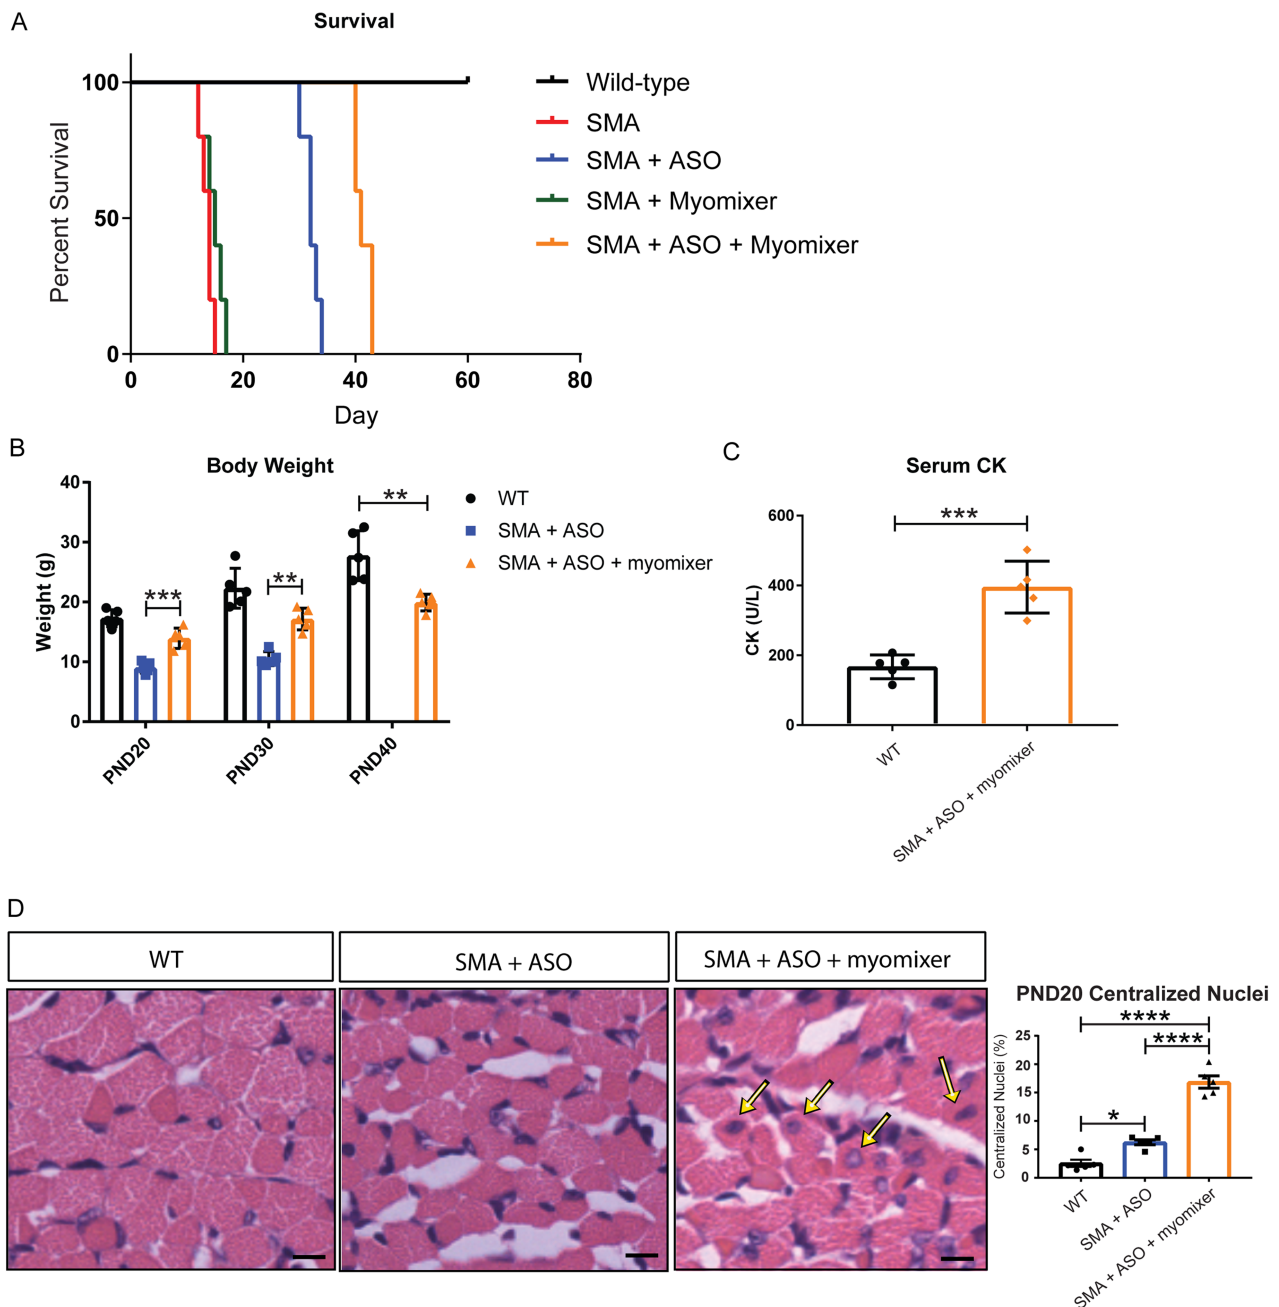 A
Survival
100
50
0
Percent Survival
0 20 40 60 80
Day
Wild-type
SMA
SMA + ASO
SMA + Myomixer
SMA + ASO + Myomixer
B
Body Weight
40
30
20
10
0
Weight (g)
***
**
**
PND20
PND30
PND40
WT
SMA + ASO
SMA + ASO + myomixer
C
Serum CK
600
400
200
0
CK (U/L)
***
WT
SMA + ASO + myomixer
D
WT
SMA + ASO
SMA + ASO + myomixer
PND20 Centralized Nuclei
25
20
15
10
5
0
Centralized Nuclei (%)
****
****
*
WT
SMA + ASO
SMA + ASO + myomixer